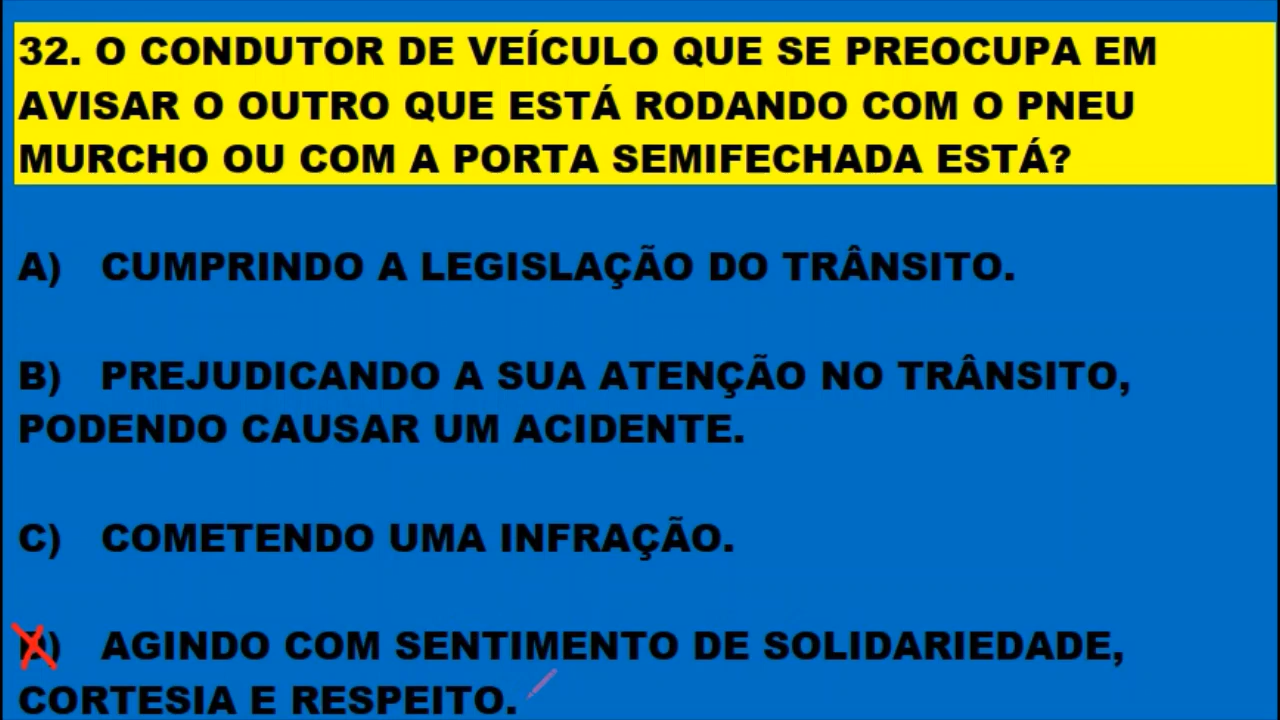 32. O CONDUTOR DE VEÍCULO QUE SE PREOCUPA EM
AVISAR O OUTRO QUE ESTÁ RODANDO COM O PNEU
MURCHO OU COM A PORTA SEMIFECHADA ESTÁ?
A) CUMPRINDO A LEGISLAÇÃO DO TRÂNSITO.
B) PREJUDICANDO A SUA ATENÇÃO NO TRÂNSITO,
PODENDO CAUSAR UM ACIDENTE.
C) COMETENDO UMA INFRAÇÃO.
D) AGINDO COM SENTIMENTO DE SOLIDARIEDADE,
CORTESIA E RESPEITO.